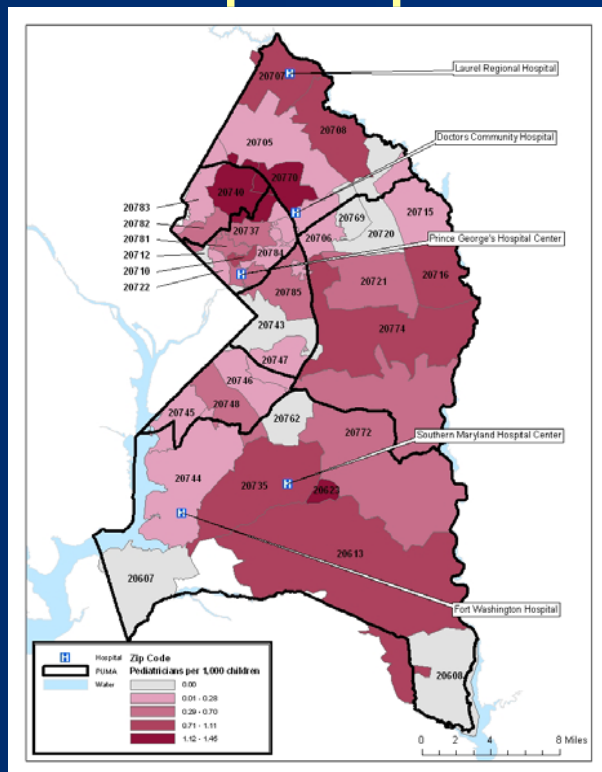 20707
Laurel Regional Hospital
20708
Doctors Community Hospital
20705
20770
20740
20783
20782
20781
20712
20710
20722
20737
20784
20706
20769
20720
20715
Prince George's Hospital Center
20785
20721
20716
20743
20774
20747
20746
20745
20748
20762
20772
Southern Maryland Hospital Center
20744
20735
20623
20613
20607
Fort Washington Hospital
20608
H Hospital
PUMA
Water
Zip Code
Pediatricians per 1,000 children
0.00
0.01 - 0.28
0.29 - 0.70
0.71 - 1.11
1.12 - 1.45
0 2 4 8 Miles